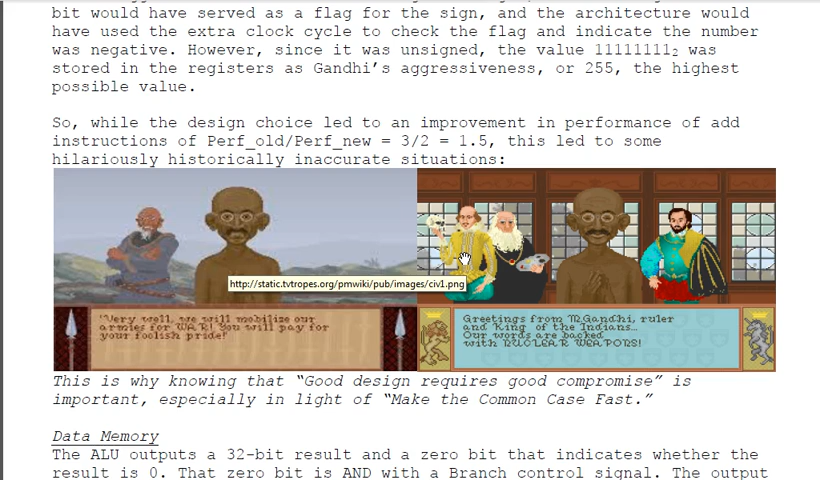 bit would have served as a flag for the sign, and the architecture would
have used the extra clock cycle to check the flag and indicate the number
was negative. However, since it was unsigned, the value 11111111₂ was
stored in the registers as Gandhi's aggressiveness, or 255, the highest
possible value.
So, while the design choice led to an improvement in performance of add
instructions of Perf_old/Perf_new = 3/2 = 1.5, this led to some
hilariously historically inaccurate situations:
http://static.tvtropes.org/pmwiki/pub/images/civ1.png
"Very well, we will mobilize our
armies for WAR! You will pay for
your foolish pride!"
Greetings from M.Gandhi, ruler
and King of the Indians...
Our words are backed
with NUCLEAR WEAPONS!
This is why knowing that “Good design requires good compromise” is
important, especially in light of “Make the Common Case Fast.”
Data Memory
The ALU outputs a 32-bit result and a zero bit that indicates whether the
result is 0. That zero bit is AND with a Branch control signal. The output